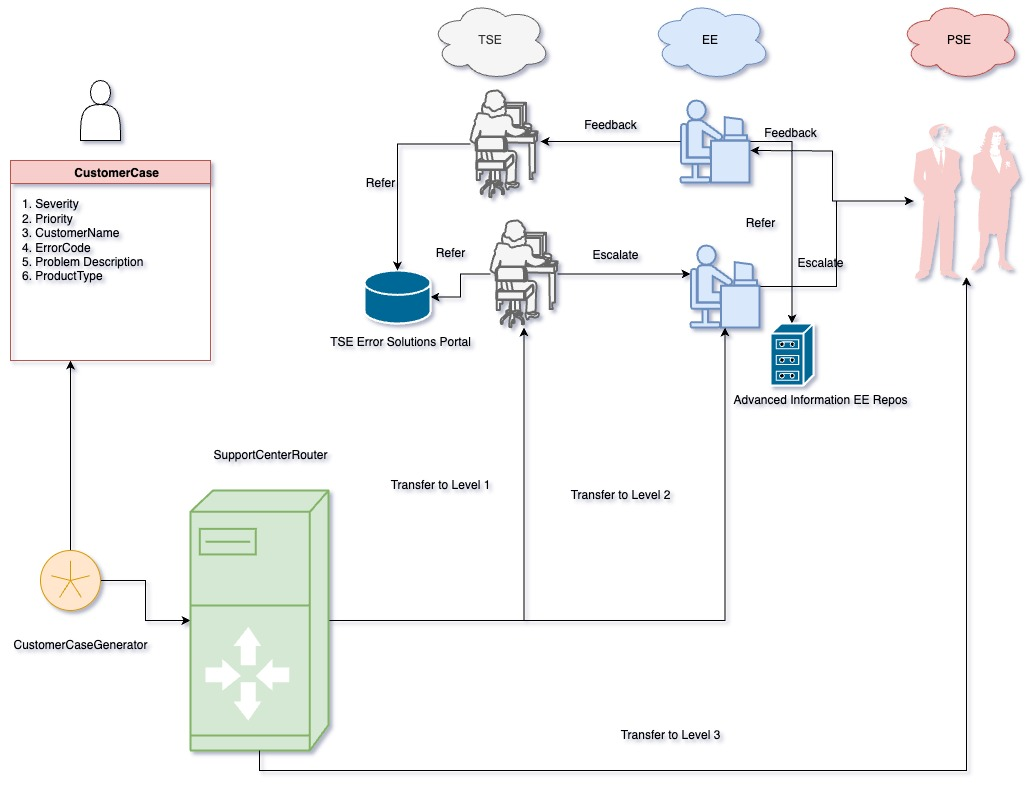 TSE
EE
PSE
Feedback
Feedback
CustomerCase
Refer
1. Severity
2. Priority
3. CustomerName
4. ErrorCode
5. Problem Description
6. ProductType
Refer
Refer
Escalate
Escalate
TSE Error Solutions Portal
Advanced Information EE Repos
SupportCenterRouter
Transfer to Level 1
Transfer to Level 2
CustomerCaseGenerator
Transfer to Level 3